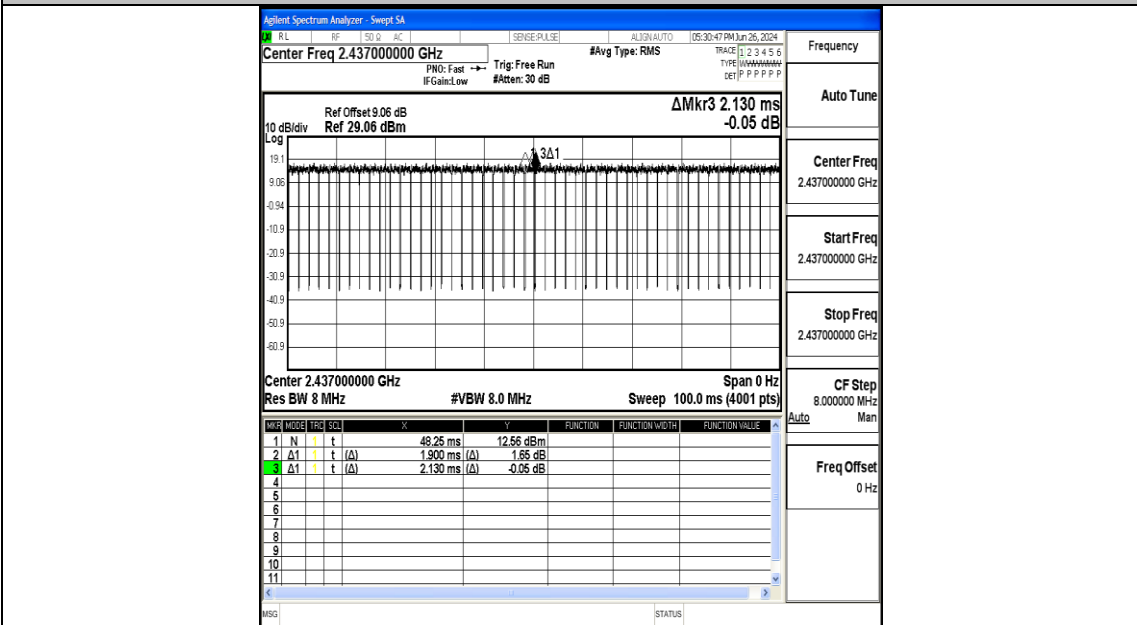 Agilent Spectrum Analyzer - Swept SA
RL RF 50 Ω AC SENSE:PULSE ALIGN AUTO 05:30:47 PM Jun 26, 2024
Center Freq 2.437000000 GHz
PNO: Fast
IFGain:Low
Trig: Free Run
#Atten: 30 dB
#Avg Type: RMS
TRACE 1 2 3 4 5 6
TYPE
DET P P P P P P
Frequency
Auto Tune
Center Freq
2.437000000 GHz
Start Freq
2.437000000 GHz
Stop Freq
2.437000000 GHz
CF Step
8.000000 MHz
Auto Man
Freq Offset
0 Hz
ΔMkr3 2.130 ms
-0.05 dB
Ref Offset 9.06 dB
10 dB/div Ref 29.06 dBm
Log
3Δ1
19.1
9.06
-0.94
-10.9
-20.9
-30.9
-40.9
-50.9
-60.9
Center 2.437000000 GHz Span 0 Hz
Res BW 8 MHz #VBW 8.0 MHz Sweep 100.0 ms (4001 pts)
MKR MODE TRC SCL X Y FUNCTION FUNCTION WIDTH FUNCTION VALUE
1 N 1 t 48.25 ms 12.56 dBm
2 Δ1 1 t (Δ) 1.900 ms (Δ) 1.65 dB
3 Δ1 1 t (Δ) 2.130 ms (Δ) -0.05 dB
4
5
6
7
8
9
10
11
MSG STATUS